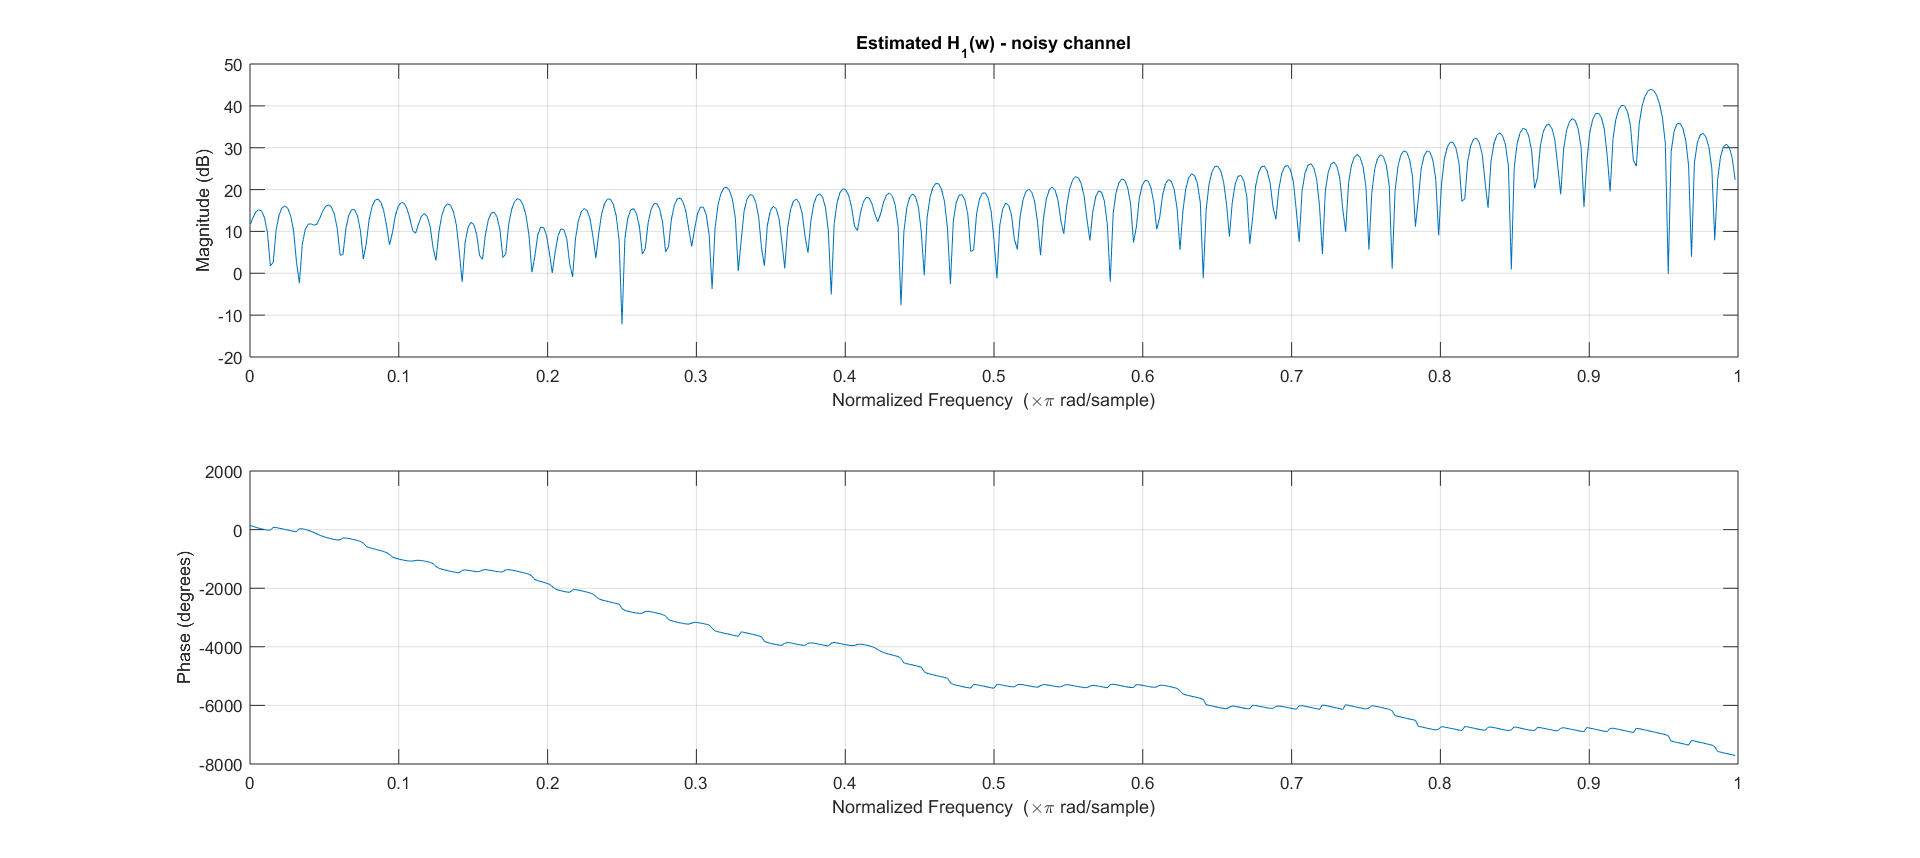 Estimated H1(w) - noisy channel
50
40
30
20
10
0
-10
-20
Magnitude (dB)
0 0.1 0.2 0.3 0.4 0.5 0.6 0.7 0.8 0.9 1
Normalized Frequency (×π rad/sample)
2000
0
-2000
-4000
-6000
-8000
Phase (degrees)
0 0.1 0.2 0.3 0.4 0.5 0.6 0.7 0.8 0.9 1
Normalized Frequency (×π rad/sample)